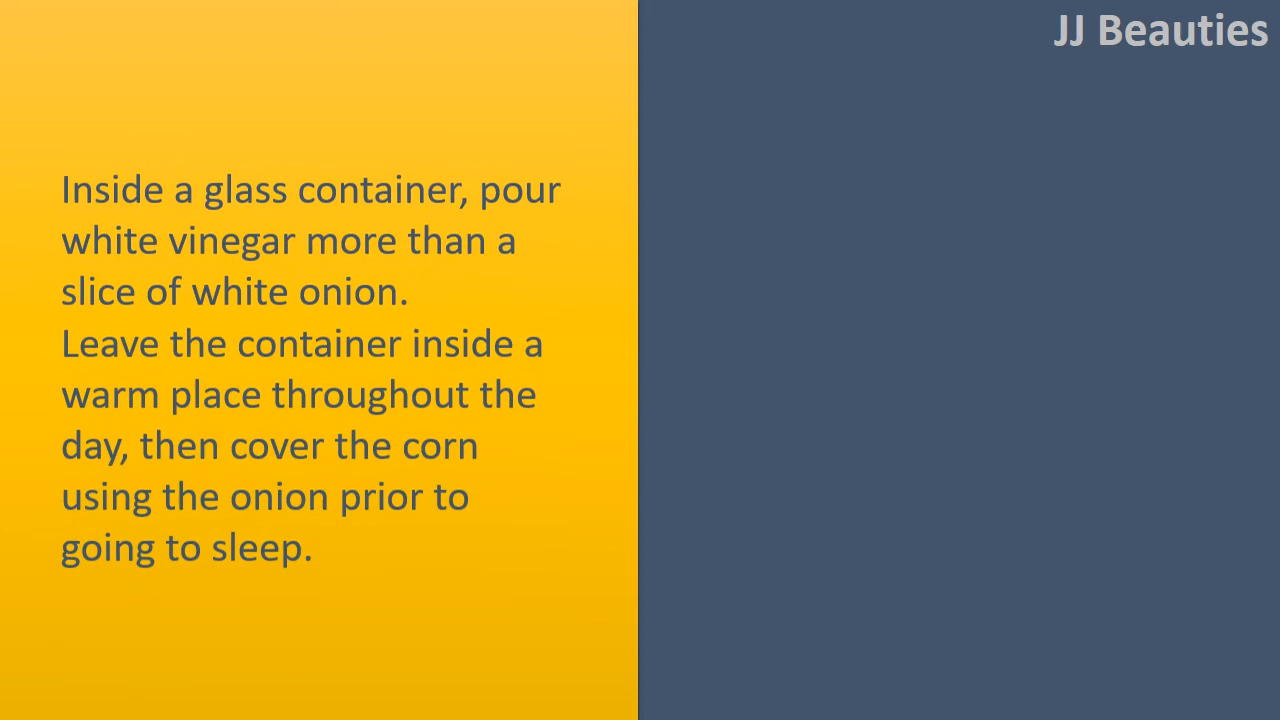 JJ Beauties
Inside a glass container, pour
white vinegar more than a
slice of white onion.
Leave the container inside a
warm place throughout the
day, then cover the corn
using the onion prior to
going to sleep.